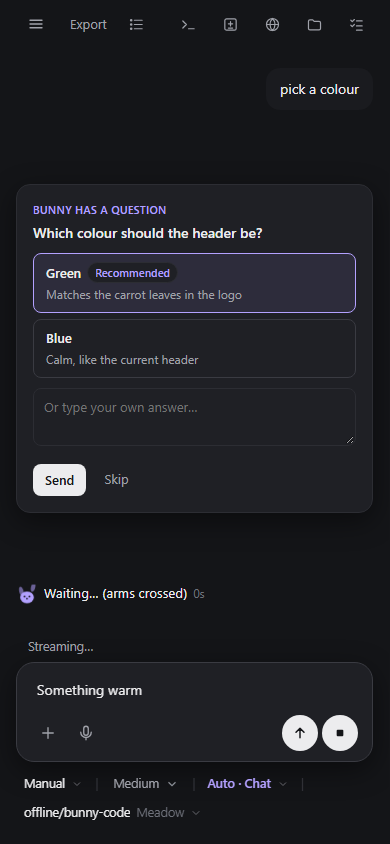 Export
pick a colour
BUNNY HAS A QUESTION
Which colour should the header be?
Green Recommended
Matches the carrot leaves in the logo
Blue
Calm, like the current header
Or type your own answer...
Send Skip
Waiting... (arms crossed) 0s
Streaming...
Something warm
Manual Medium Auto · Chat
offline/bunny-code Meadow